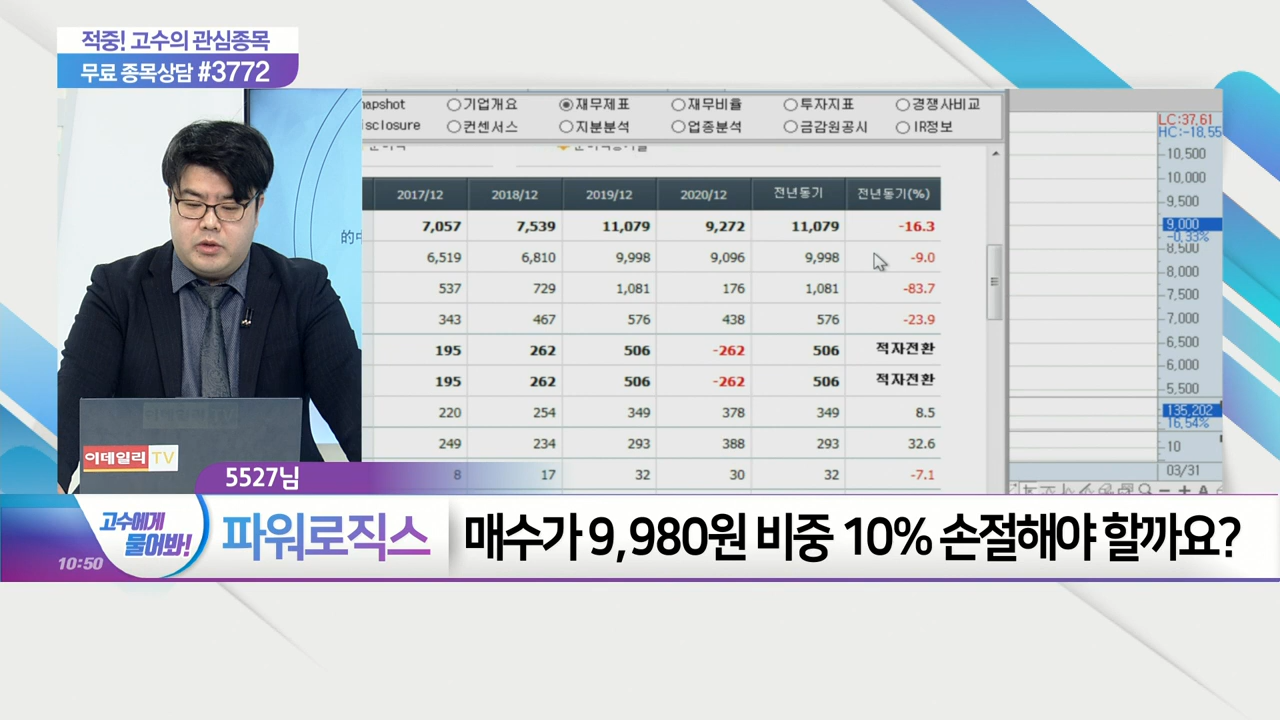 적중! 고수의 관심종목
무료 종목상담 #3772
napshot 기업개요 재무제표 재무비율 투자지표 경쟁사비교
isclosure 컨센서스 지분분석 업종분석 금감원공시 IR정보
2017/12 2018/12 2019/12 2020/12 전년동기 전년동기(%)
7,057 7,539 11,079 9,272 11,079 -16.3
6,519 6,810 9,998 9,096 9,998 -9.0
537 729 1,081 176 1,081 -83.7
343 467 576 438 576 -23.9
195 262 506 -262 506 적자전환
195 262 506 -262 506 적자전환
220 254 349 378 349 8.5
249 234 293 388 293 32.6
8 17 32 30 32 -7.1
LC:37,61
HC:-18,55
10,500
10,000
9,500
9,000
-0,33%
8,500
8,000
7,500
7,000
6,500
6,000
5,500
135,202
16,54%
10
03/31
的中
이데일리 TV
5527님
고수에게
물어봐!
10:50
파워로직스
매수가 9,980원 비중 10% 손절해야 할까요?